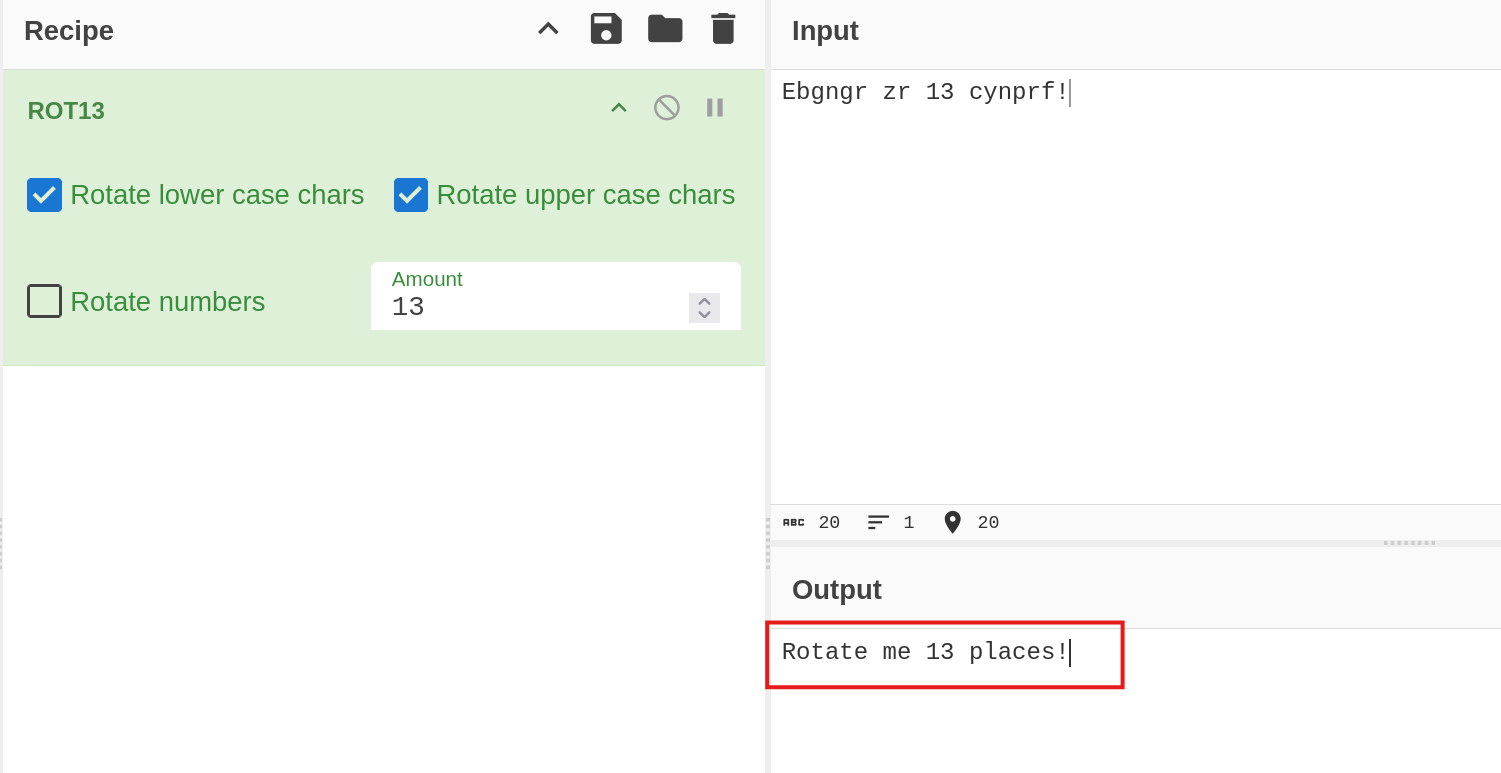 Recipe
ROT13
Rotate lower case chars
Rotate upper case chars
Rotate numbers
Amount
13
Input
Ebgngr zr 13 cynprf!
ABC 20 1 20
Output
Rotate me 13 places!